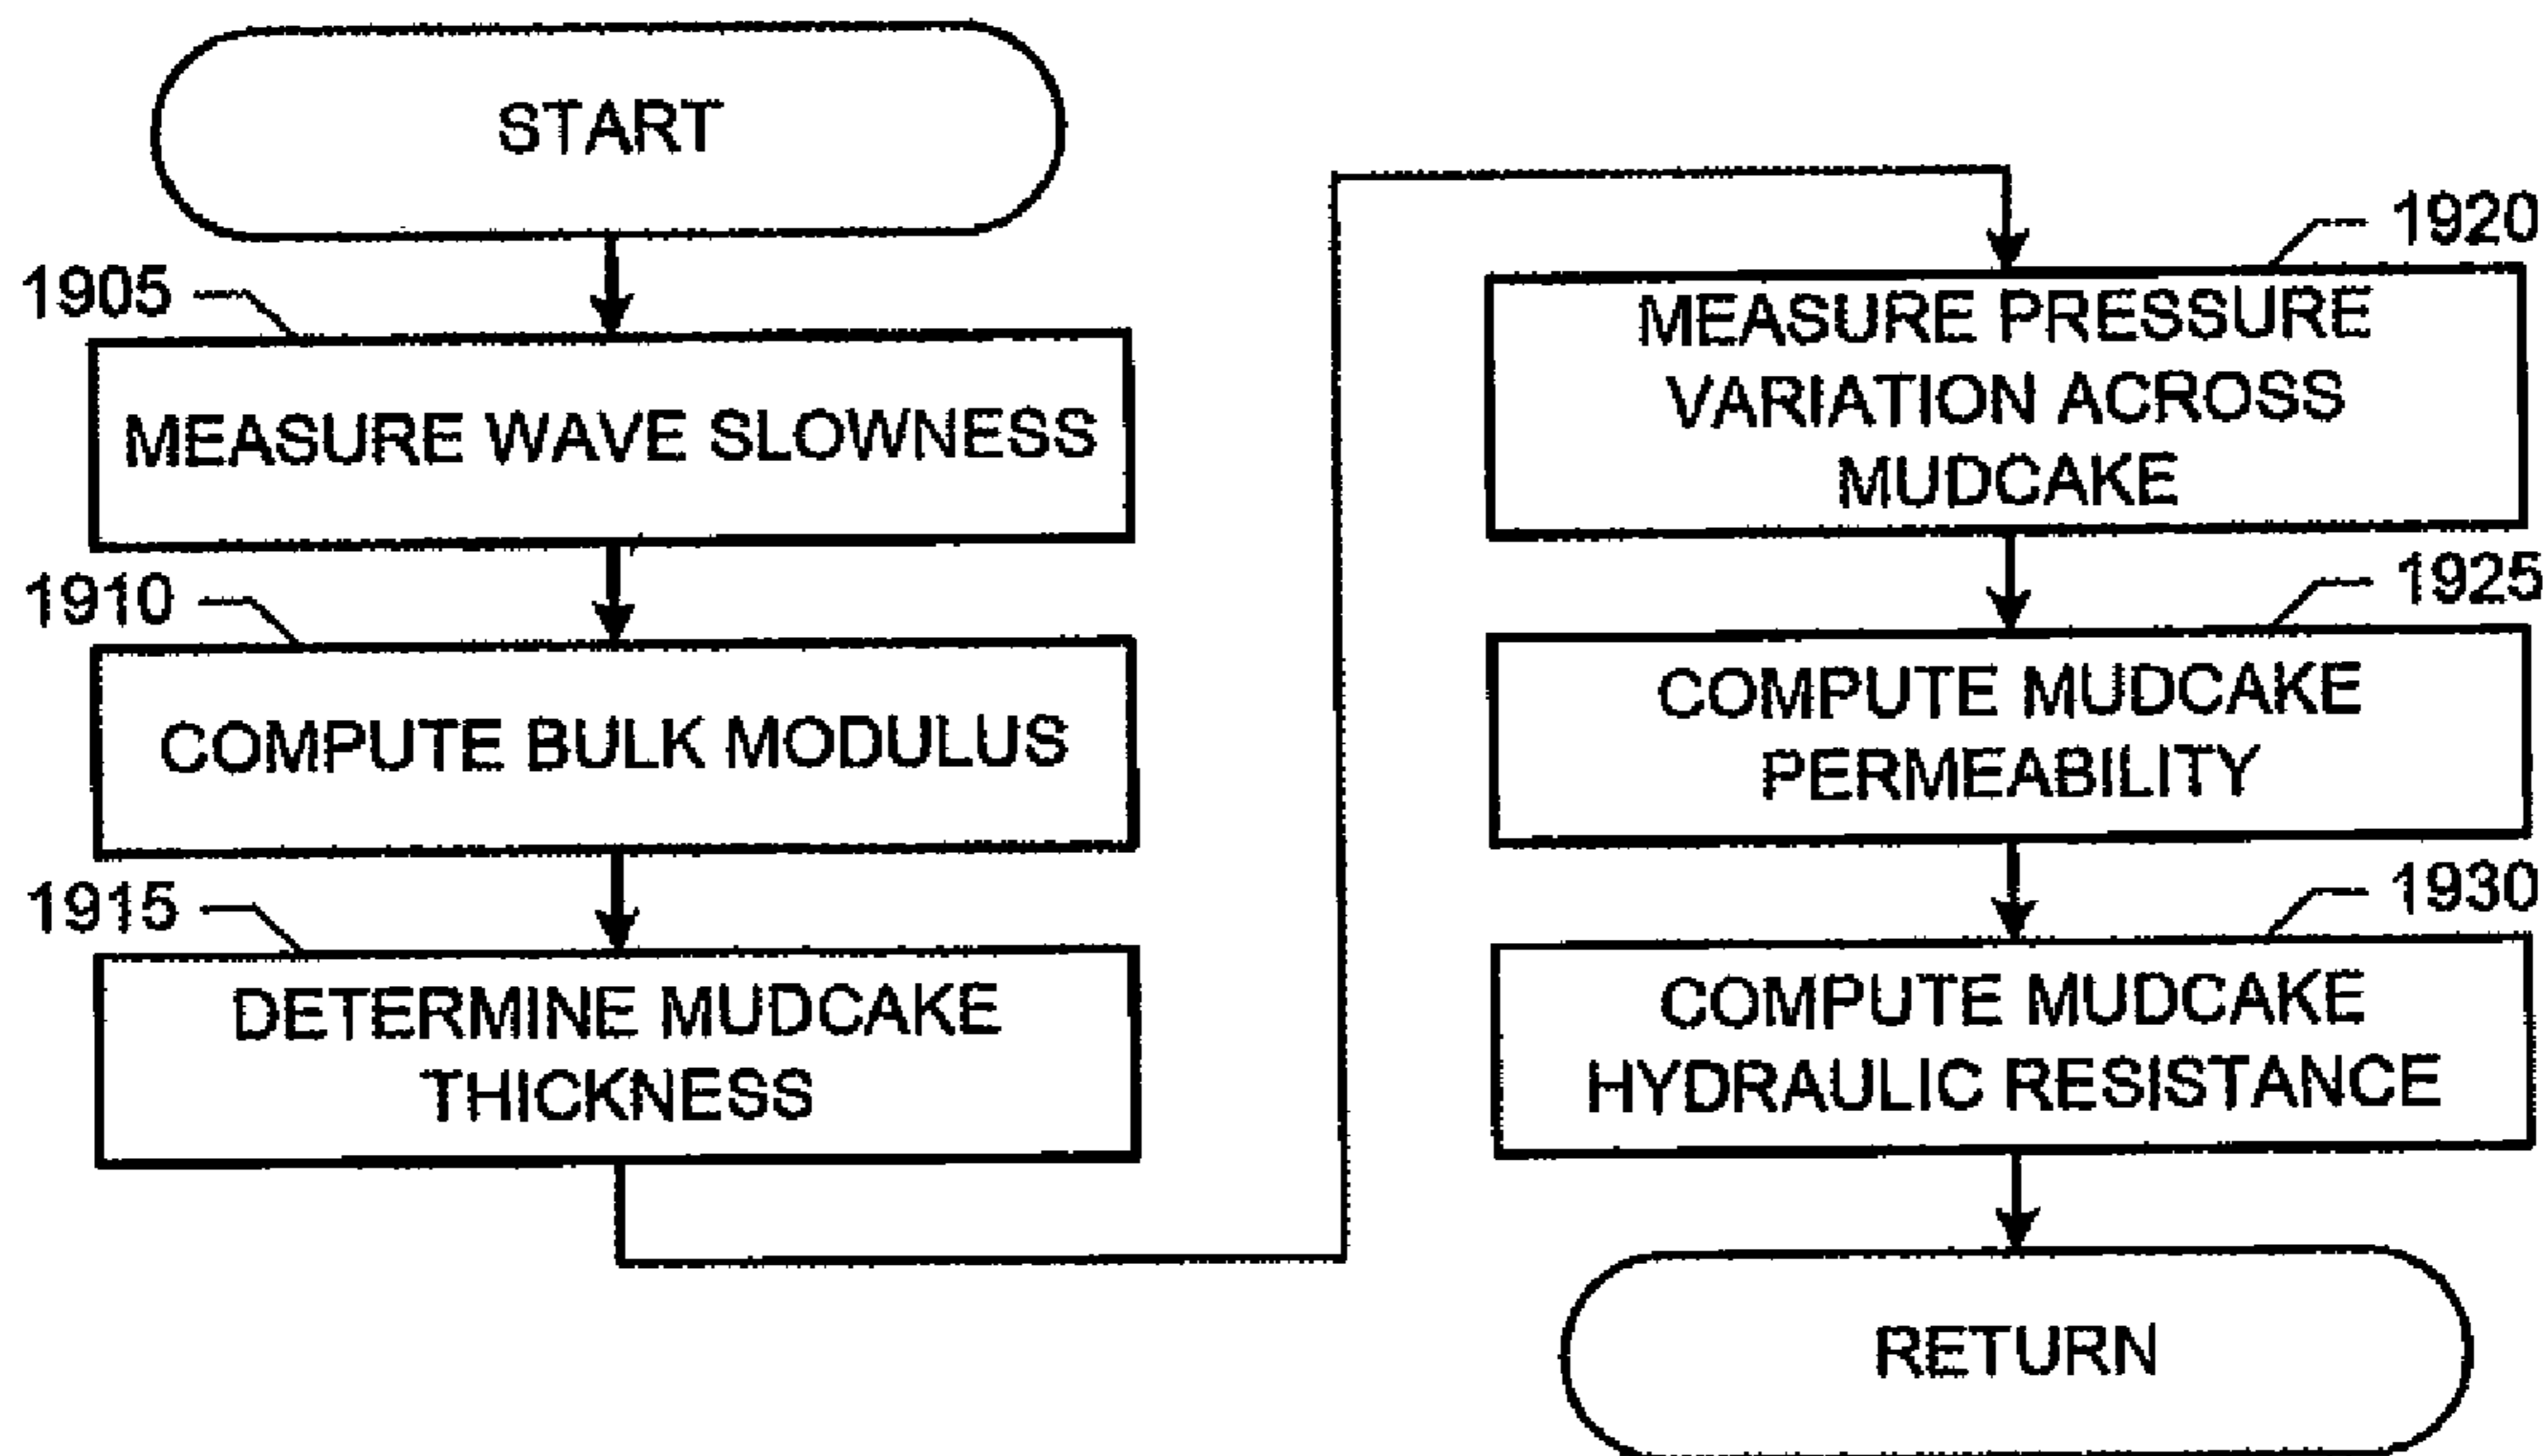 START
1905
MEASURE WAVE SLOWNESS
1910
COMPUTE BULK MODULUS
1915
DETERMINE MUDCAKE
THICKNESS
1920
MEASURE PRESSURE
VARIATION ACROSS
MUDCAKE
1925
COMPUTE MUDCAKE
PERMEABILITY
1930
COMPUTE MUDCAKE
HYDRAULIC RESISTANCE
RETURN